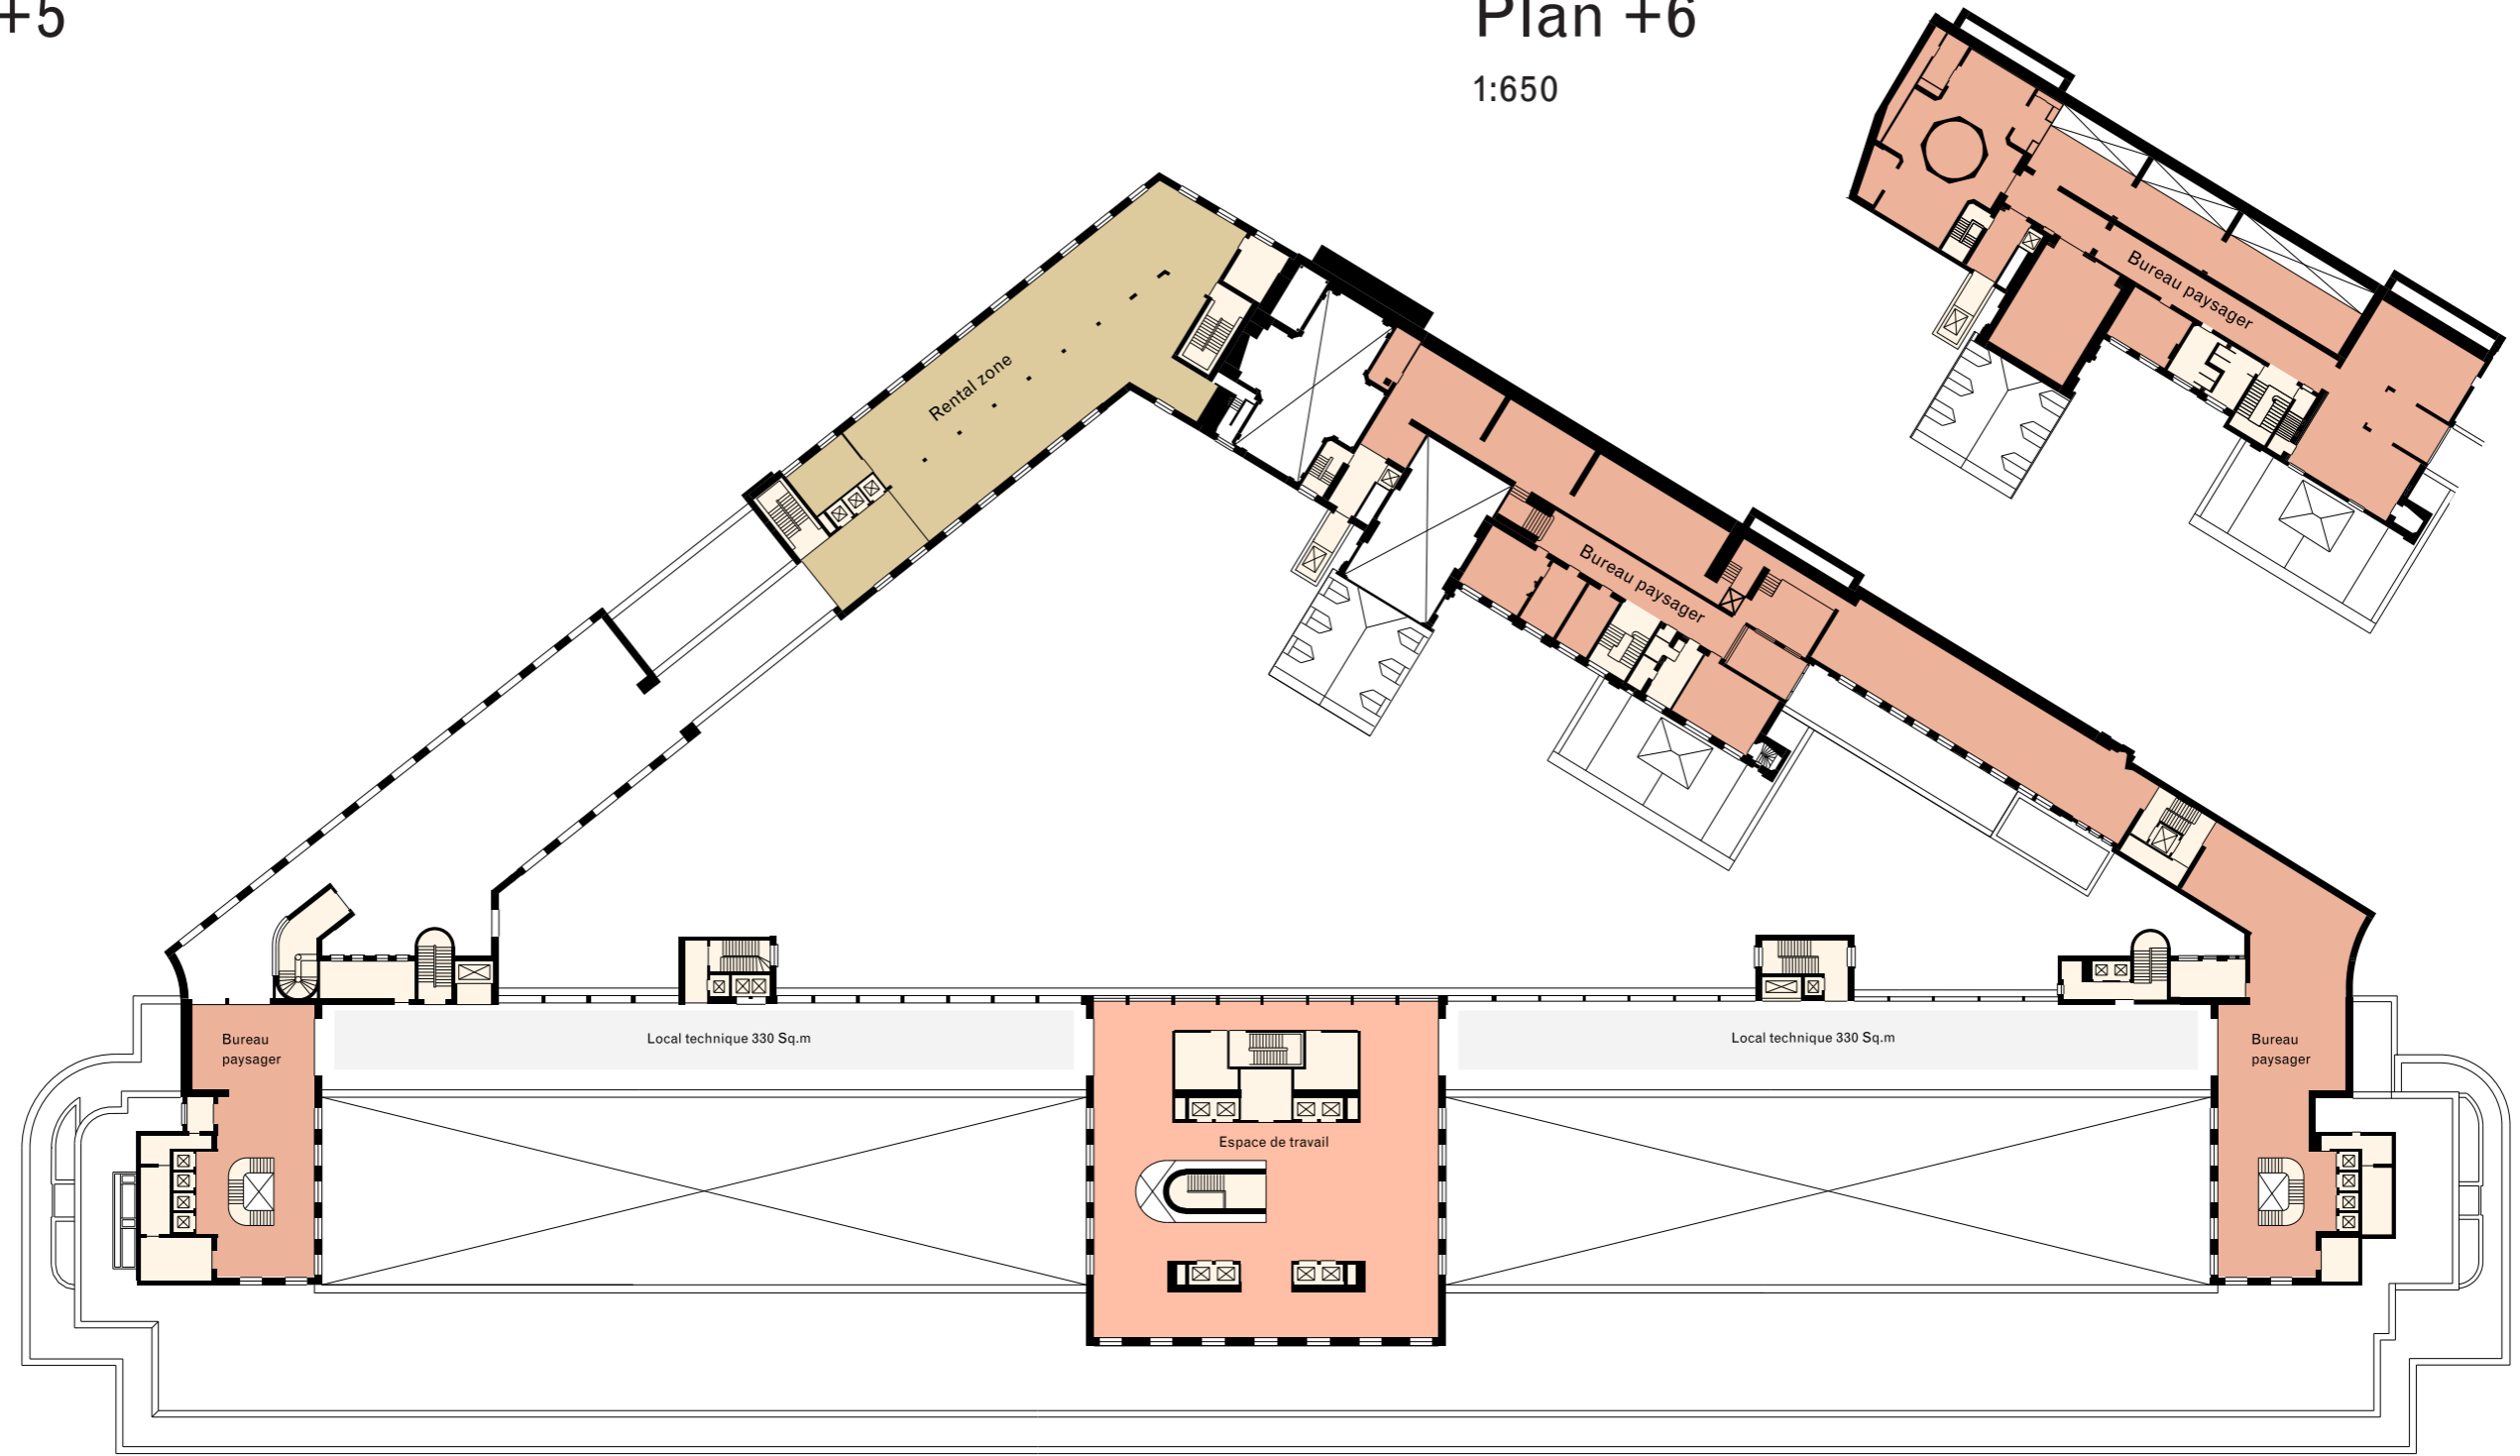 +5
Plan +6
1:650
Bureau paysager
Rental zone
Bureau paysager
Bureau
paysager
Local technique 330 Sq.m
Local technique 330 Sq.m
Bureau
paysager
Espace de travail